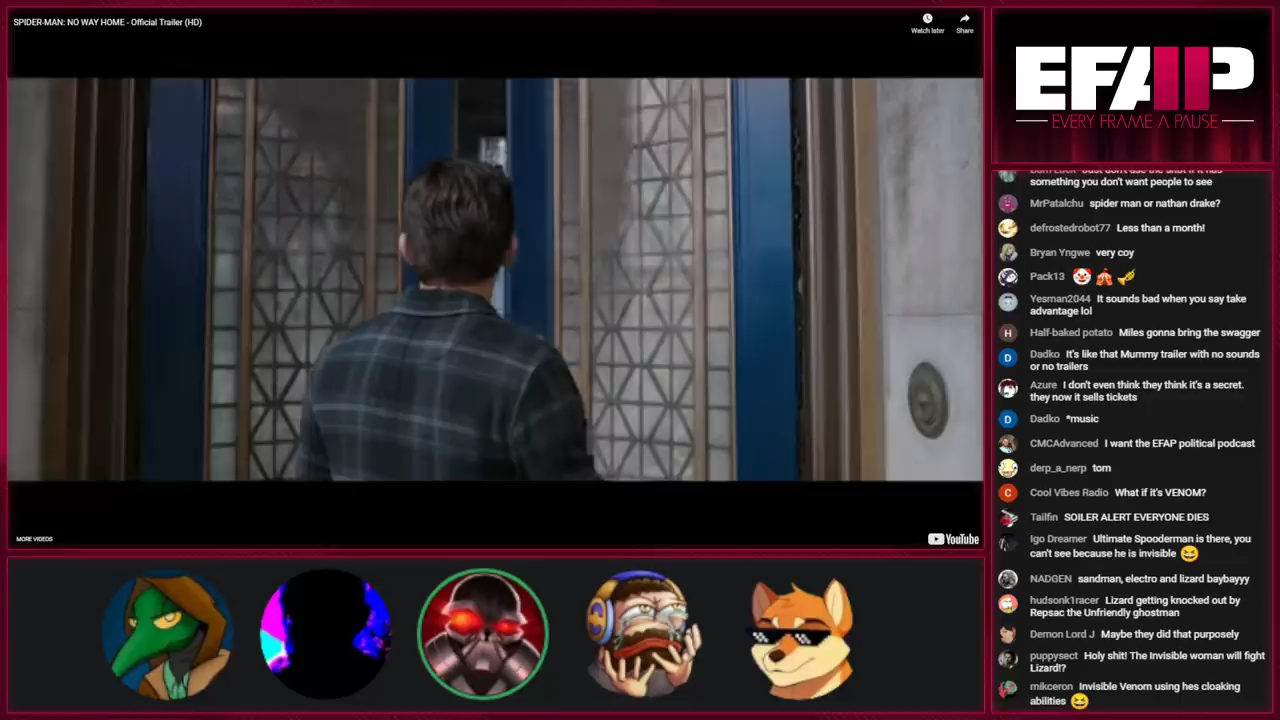 SPIDER-MAN: NO WAY HOME - Official Trailer (HD)
Watch later
Share
MORE VIDEOS
YouTube
EFAP
EVERY FRAME A PAUSE
something you don't want people to see
MrPatalchu spider man or nathan drake?
defrostedrobot77 Less than a month!
Bryan Yngwe very coy
Pack13 🤡 🎪 🎺
Yesman2044 It sounds bad when you say take
advantage lol
H
Half-baked potato Miles gonna bring the swagger
D
Dadko It's like that Mummy trailer with no sounds
or no trailers
Azure I don't even think they think it's a secret.
they now it sells tickets
D
Dadko *music
CMCAdvanced I want the EFAP political podcast
derp_a_nerp tom
C
Cool Vibes Radio What if it's VENOM?
Tailfin SOILER ALERT EVERYONE DIES
Igo Dreamer Ultimate Spooderman is there, you
can't see because he is invisible 😆
NADGEN sandman, electro and lizard baybayyy
hudsonk1racer Lizard getting knocked out by
Repsac the Unfriendly ghostman
Demon Lord J Maybe they did that purposely
puppysect Holy shit! The Invisible woman will fight
Lizard!?
mikceron Invisible Venom using hes cloaking
abilities 😆